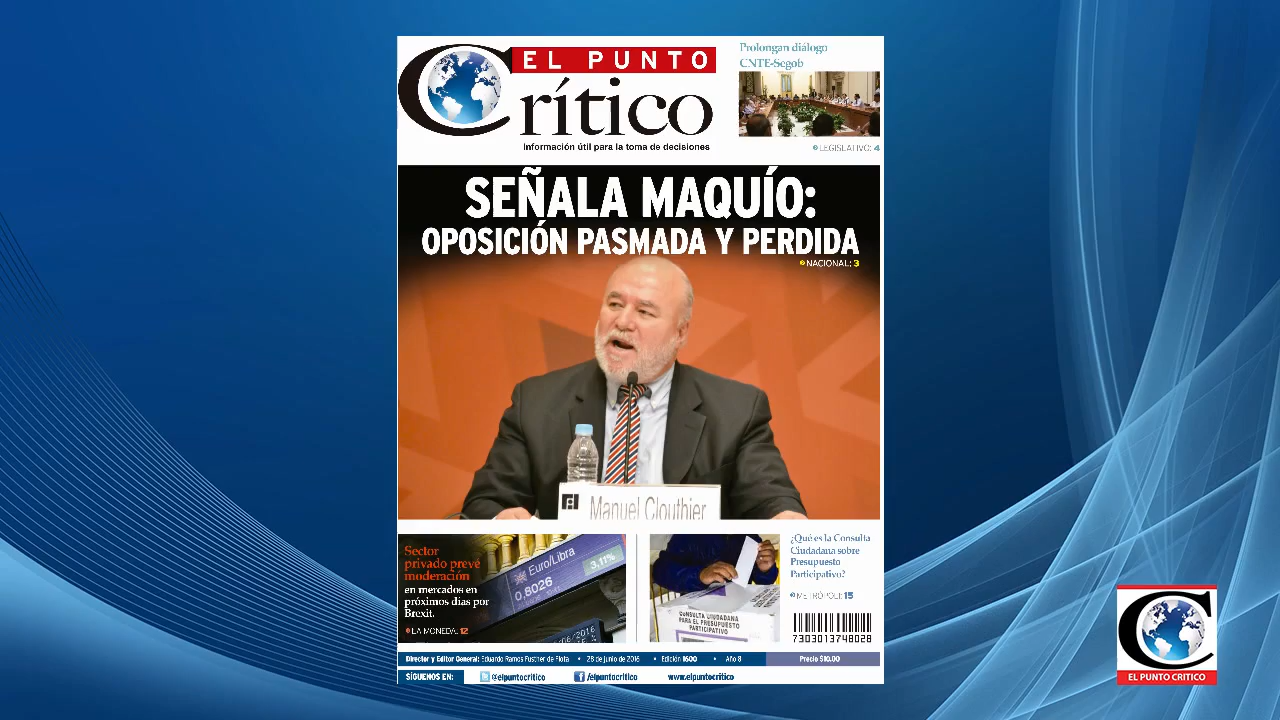 EL PUNTO
Crítico
Información útil para la toma de decisiones
Prolongan diálogo
CNTE-Segob
LEGISLATIVO: 4
SEÑALA MAQUÍO:
OPOSICIÓN PASMADA Y PERDIDA
NACIONAL: 3
Manuel Clouthier
Sector
privado prevé
moderación
en mercados en
próximos días por
Brexit.
LA MONEDA: 12
Euro/Libra
3,11%
0,8026
CONSULTA CIUDADANA
PARA EL PRESUPUESTO
PARTICIPATIVO
¿Qué es la Consulta
Ciudadana sobre
Presupuesto
Participativo?
METRÓPOLI: 15
7303013748028
Director y Editor General: Eduardo Ramos Fusther de Flota • 28 de junio de 2016 • Edición 1600 • Año 8 Precio $10.00
SÍGUENOS EN: @elpuntocritico /elpuntocritico www.elpuntocritico
EL PUNTO CRITICO